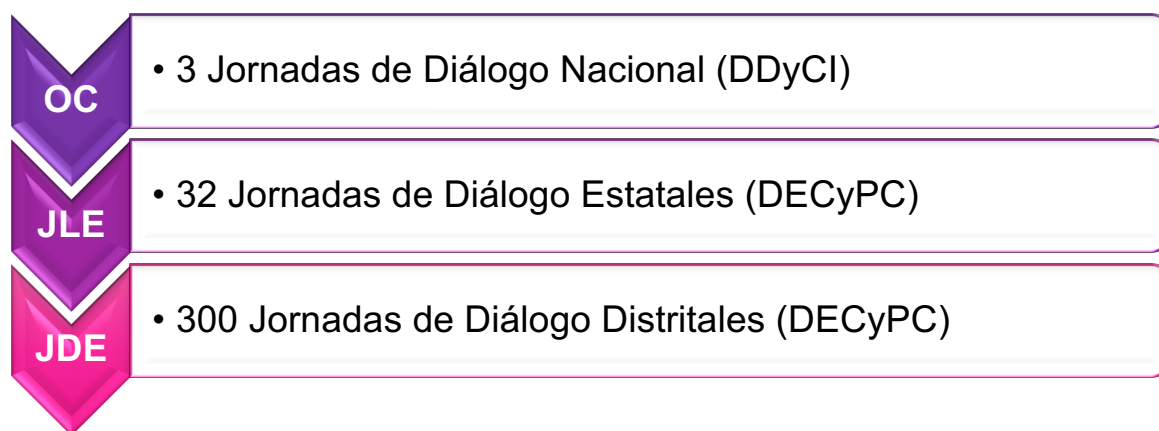 OC
• 3 Jornadas de Diálogo Nacional (DDyCI)
JLE
• 32 Jornadas de Diálogo Estatales (DECyPC)
JDE
• 300 Jornadas de Diálogo Distritales (DECyPC)